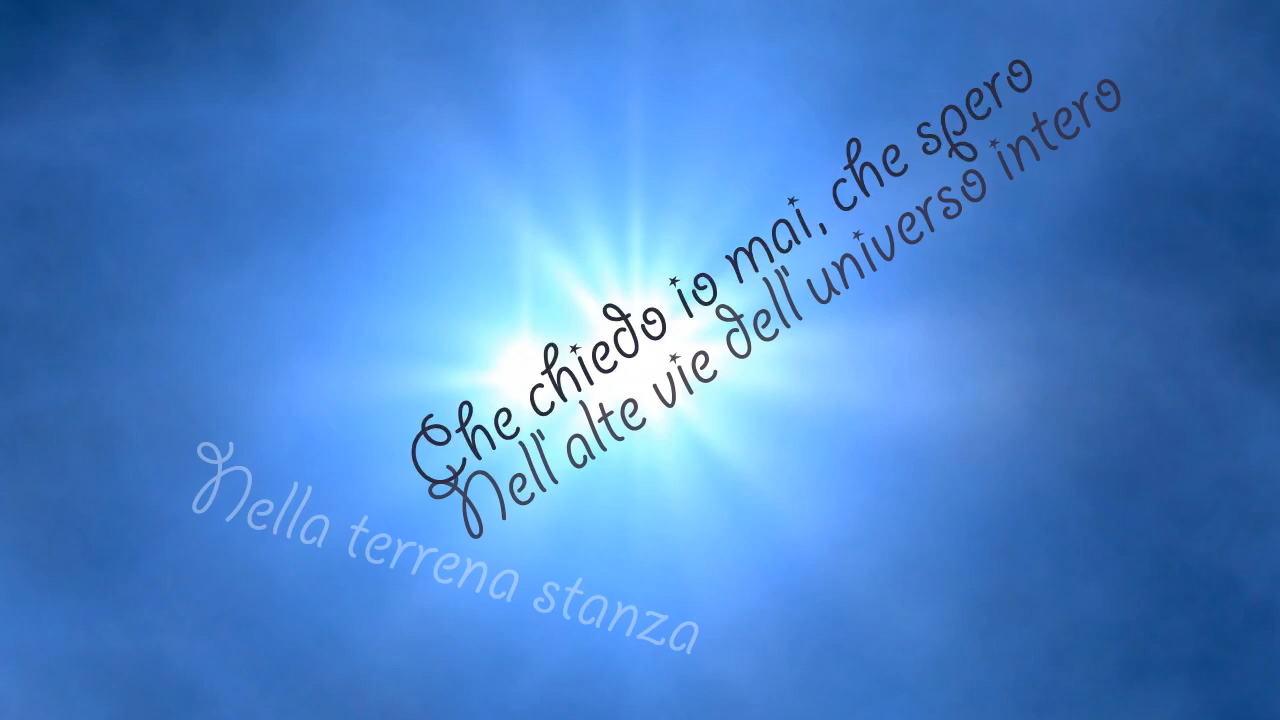 Che chiedo io mai, che spero
Nell'alte vie dell'universo intero
Nella terrena stanza